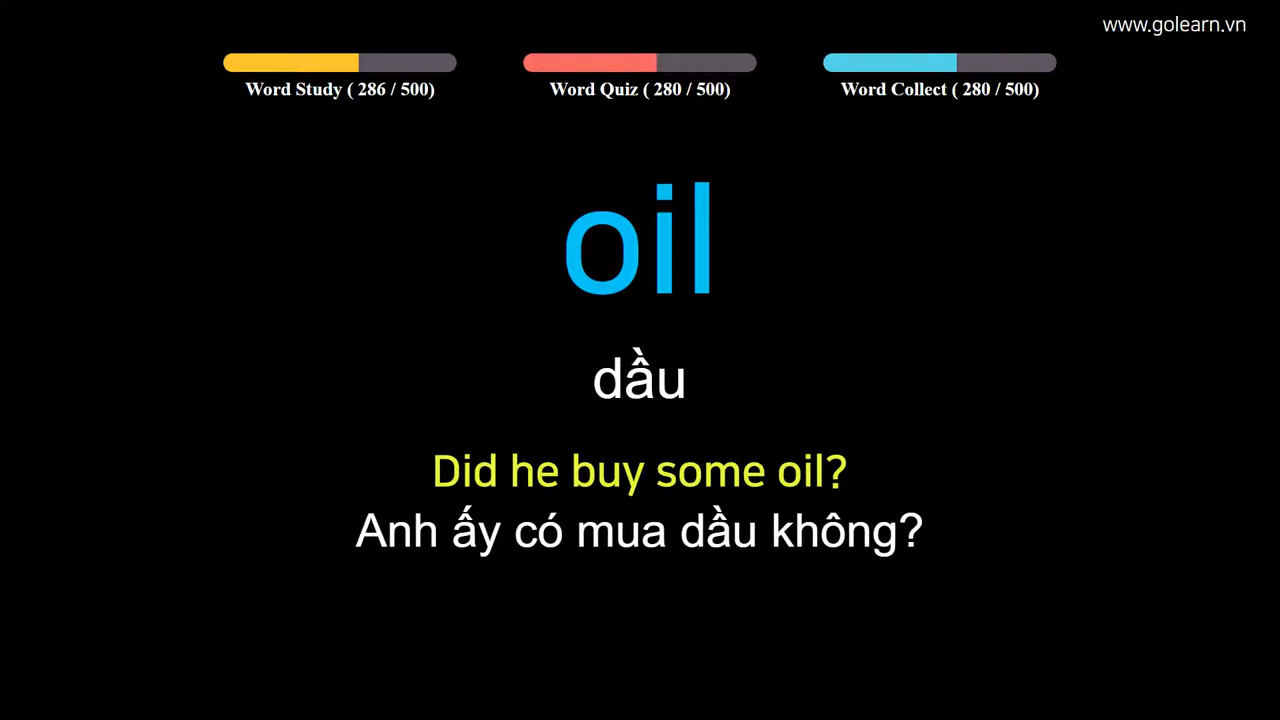 www.golearn.vn
Word Study ( 286 / 500)
Word Quiz ( 280 / 500)
Word Collect ( 280 / 500)
oil
dầu
Did he buy some oil?
Anh ấy có mua dầu không?